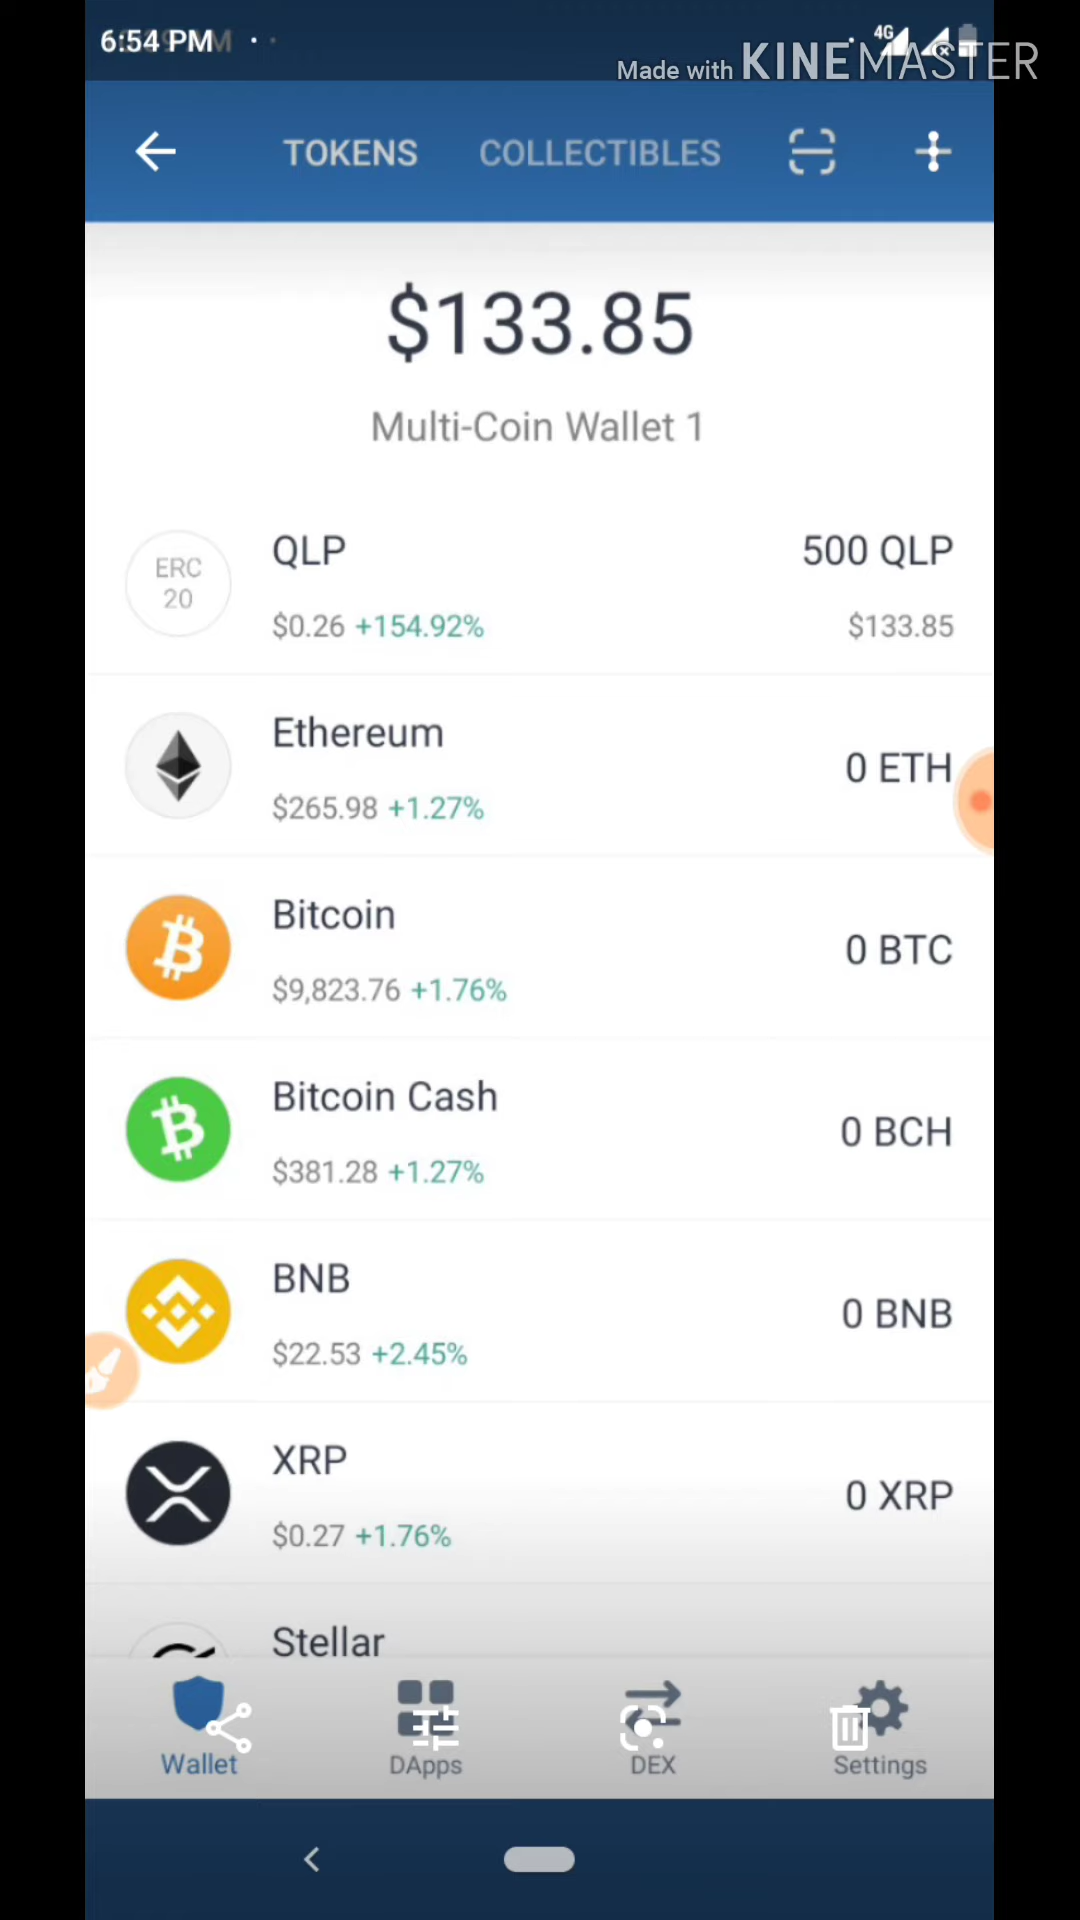 6:54 PM
4G
Made with KINEMASTER
TOKENS COLLECTIBLES
$133.85
Multi-Coin Wallet 1
ERC
20
QLP
500 QLP
$0.26 +154.92%
$133.85
Ethereum
0 ETH
$265.98 +1.27%
Bitcoin
0 BTC
$9,823.76 +1.76%
Bitcoin Cash
0 BCH
$381.28 +1.27%
BNB
0 BNB
$22.53 +2.45%
XRP
0 XRP
$0.27 +1.76%
Stellar
Wallet DApps DEX Settings